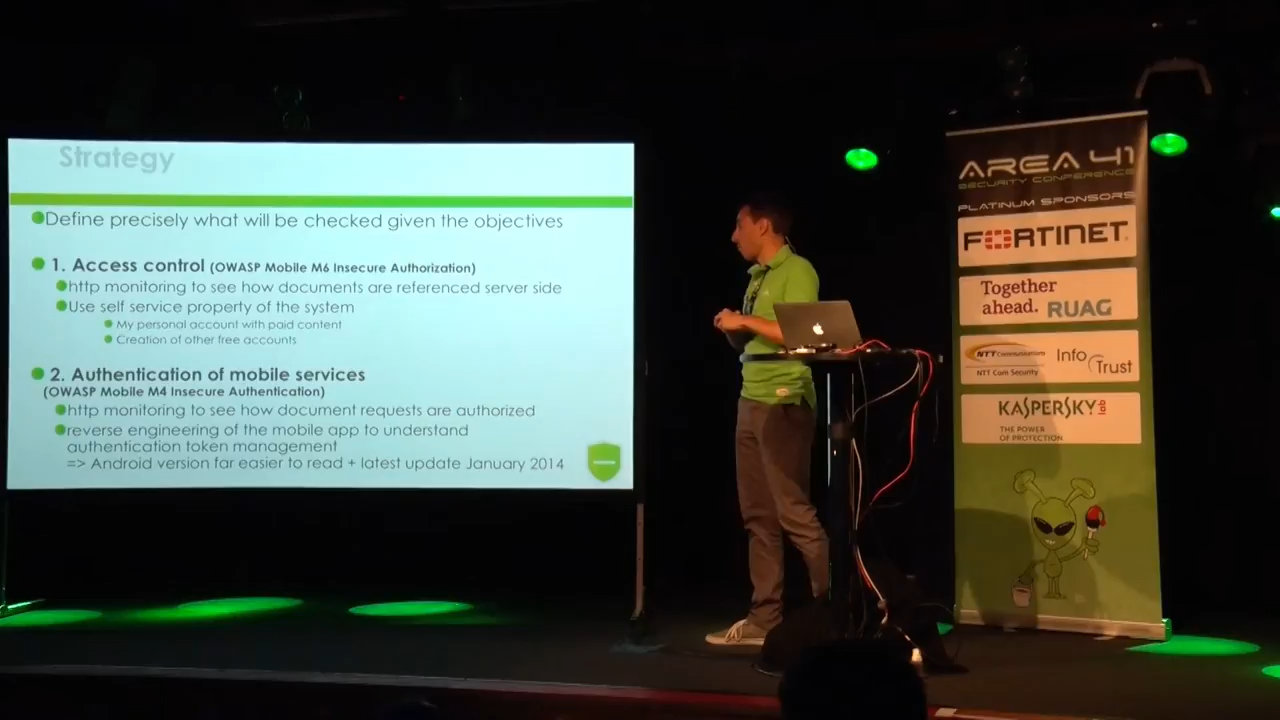 Strategy
Define precisely what will be checked given the objectives
1. Access control (OWASP Mobile M6 Insecure Authorization)
http monitoring to see how documents are referenced server side
Use self service property of the system
My personal account with paid content
Creation of other free accounts
2. Authentication of mobile services
(OWASP Mobile M4 Insecure Authentication)
http monitoring to see how document requests are authorized
reverse engineering of the mobile app to understand
authentication token management
=> Android version far easier to read + latest update January 2014
AREA 41
SECURITY CONFERENCE
PLATINUM SPONSORS
FORTINET
Together
ahead. RUAG
NTT Communications
NTT Com Security
Info
Trust
KASPERSKY lab
THE POWER
OF PROTECTION